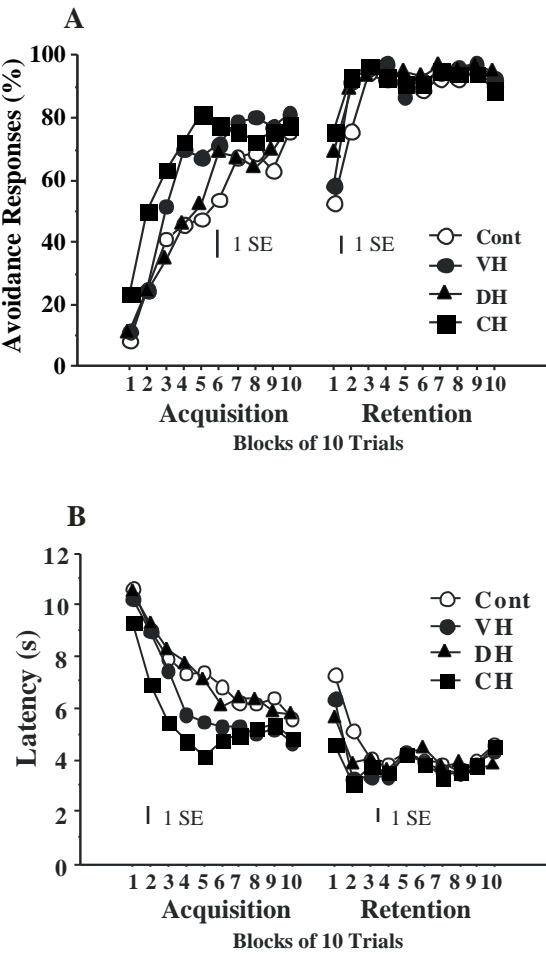 A
Avoidance Responses (%)
100
80
60
40
20
0
1 SE
1 SE
Cont
VH
DH
CH
1 2 3 4 5 6 7 8 9 10
1 2 3 4 5 6 7 8 9 10
Acquisition Retention
Blocks of 10 Trials
B
Latency (s)
12
10
8
6
4
2
0
Cont
VH
DH
CH
1 SE
1 SE
1 2 3 4 5 6 7 8 9 10
1 2 3 4 5 6 7 8 9 10
Acquisition Retention
Blocks of 10 Trials